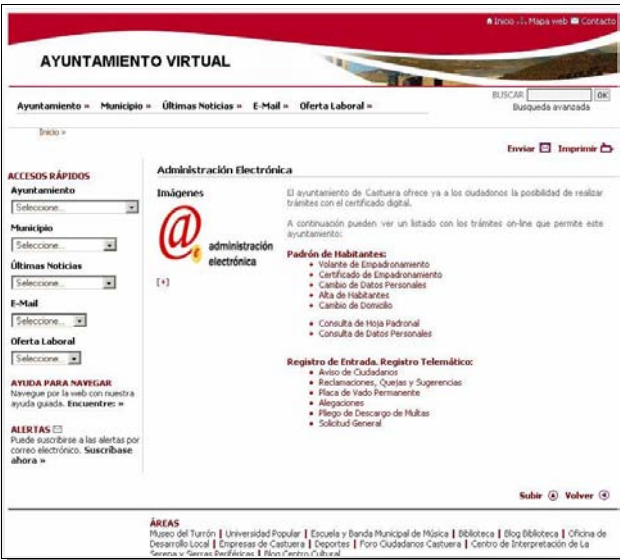 Inicio Mapa web Contacto
AYUNTAMIENTO VIRTUAL
Ayuntamiento » Municipio » Últimas Noticias » E-Mail » Oferta Laboral »
BUSCAR OK
Busqueda avanzada
Inicio »
Enviar Imprimir
ACCESOS RÁPIDOS
Ayuntamiento
Seleccione...
Municipio
Seleccione...
Últimas Noticias
Seleccione...
E-Mail
Seleccione...
Oferta Laboral
Seleccione...
AYUDA PARA NAVEGAR
Navegue por la web con nuestra
ayuda guiada. Encuentre: »
ALERTAS
Puede suscribirse a las alertas por
correo electrónico. Suscríbase
ahora »
Administración Electrónica
Imágenes
@
administración
electrónica
[+]
El ayuntamiento de Castuera ofrece ya a los ciudadonos la posibilidad de realizar
trámites con el certificado digital.
A continuación pueden ver un listado con los trámites on-line que permite este
ayuntamiento:
Padrón de Habitantes:
• Volante de Empadronamiento
• Certificado de Empadronamiento
• Cambio de Datos Personales
• Alta de Habitantes
• Cambio de Domicilio
• Consulta de Hoja Padronal
• Consulta de Datos Personales
Registro de Entrada. Registro Telemático:
• Aviso de Ciudadanos
• Reclamaciones, Quejas y Sugerencias
• Placa de Vado Permanente
• Alegaciones
• Pliego de Descargo de Multas
• Solicitud General
Subir Volver
ÁREAS
Museo del Turrón | Universidad Popular | Escuela y Banda Municipal de Música | Biblioteca | Blog Biblioteca | Oficina de
Desarrollo Local | Empresas de Castuera | Deportes | Foro Ciudadanos Castuera | Centro de Interpretación de La
Serena y Sierras Periféricas | Blog Centro Cultural